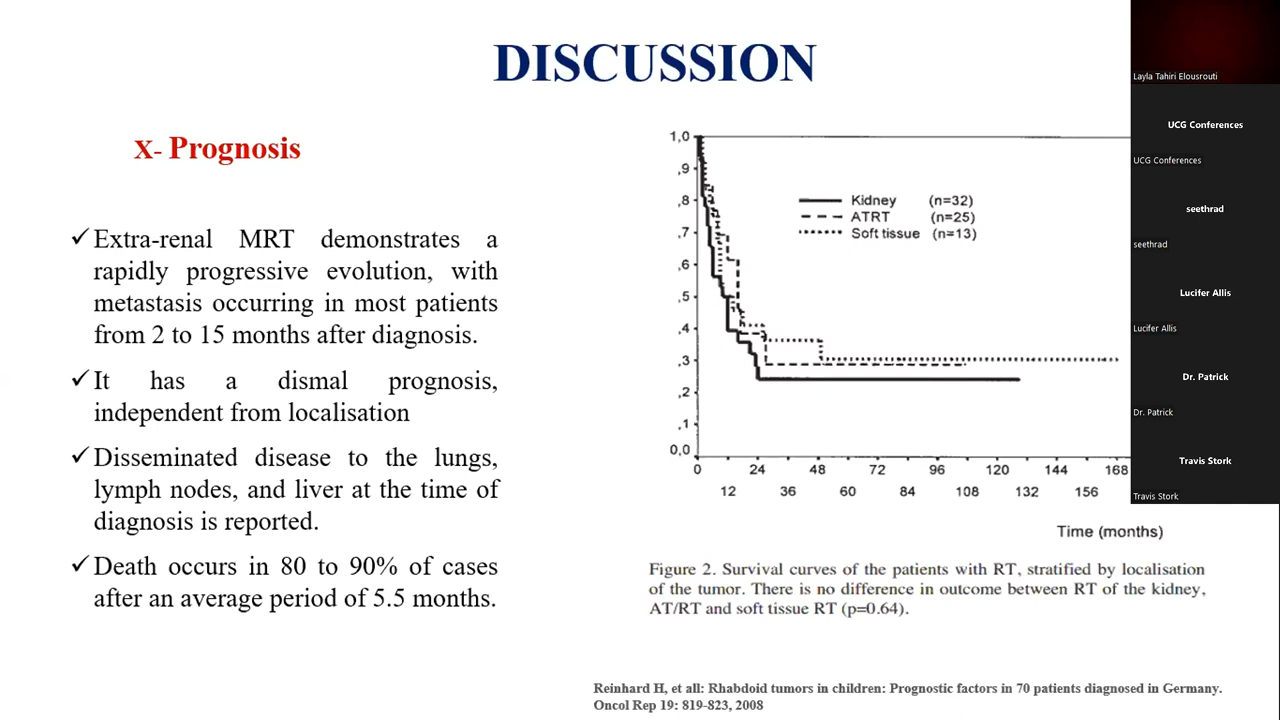 DISCUSSION
X- Prognosis
✓Extra-renal MRT demonstrates a
rapidly progressive evolution, with
metastasis occurring in most patients
from 2 to 15 months after diagnosis.
✓It has a dismal prognosis,
independent from localisation
✓Disseminated disease to the lungs,
lymph nodes, and liver at the time of
diagnosis is reported.
✓Death occurs in 80 to 90% of cases
after an average period of 5.5 months.
1,0
,9
,8
,7
,6
,5
,4
,3
,2
,1
0,0
Kidney (n=32)
ATRT (n=25)
Soft tissue (n=13)
0 24 48 72 96 120 144 168
12 36 60 84 108 132 156
Time (months)
Figure 2. Survival curves of the patients with RT, stratified by localisation
of the tumor. There is no difference in outcome between RT of the kidney,
AT/RT and soft tissue RT (p=0.64).
Reinhard H, et all: Rhabdoid tumors in children: Prognostic factors in 70 patients diagnosed in Germany.
Oncol Rep 19: 819-823, 2008
Layla Tahiri Elousrouti
UCG Conferences
UCG Conferences
seethrad
seethrad
Lucifer Allis
Lucifer Allis
Dr. Patrick
Dr. Patrick
Travis Stork
Travis Stork